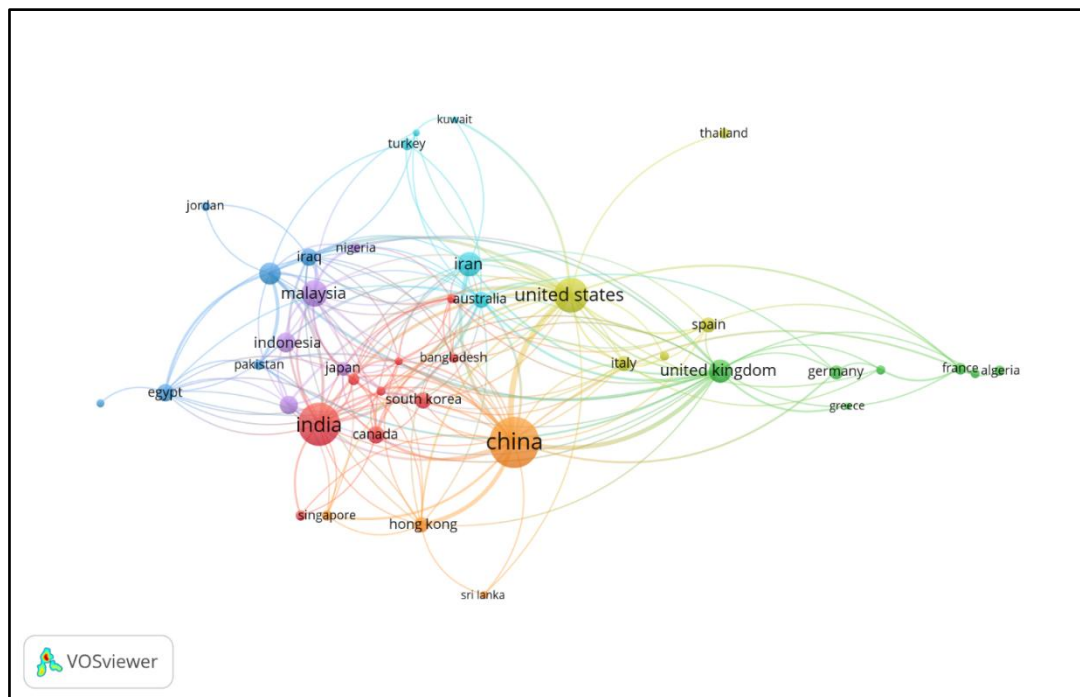 kuwait
thailand
turkey
jordan
nigeria
iraq
iran
malaysia
australia
united states
spain
indonesia
bangladesh
italy
pakistan
japan
united kingdom
germany
france
algeria
egypt
south korea
greece
india
canada
china
singapore
hong kong
sri lanka
VOSviewer